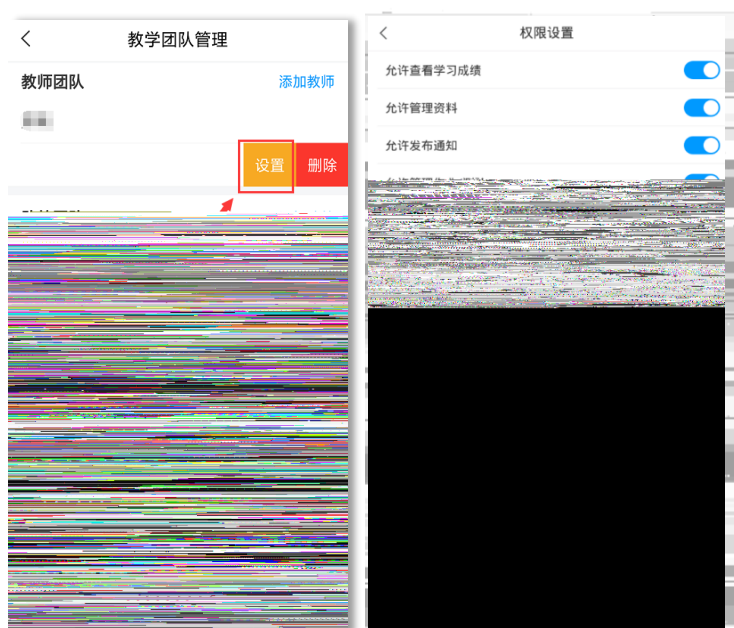 教学团队管理
教师团队
添加教师
设置
删除
权限设置
允许查看学习成绩
允许管理资料
允许发布通知